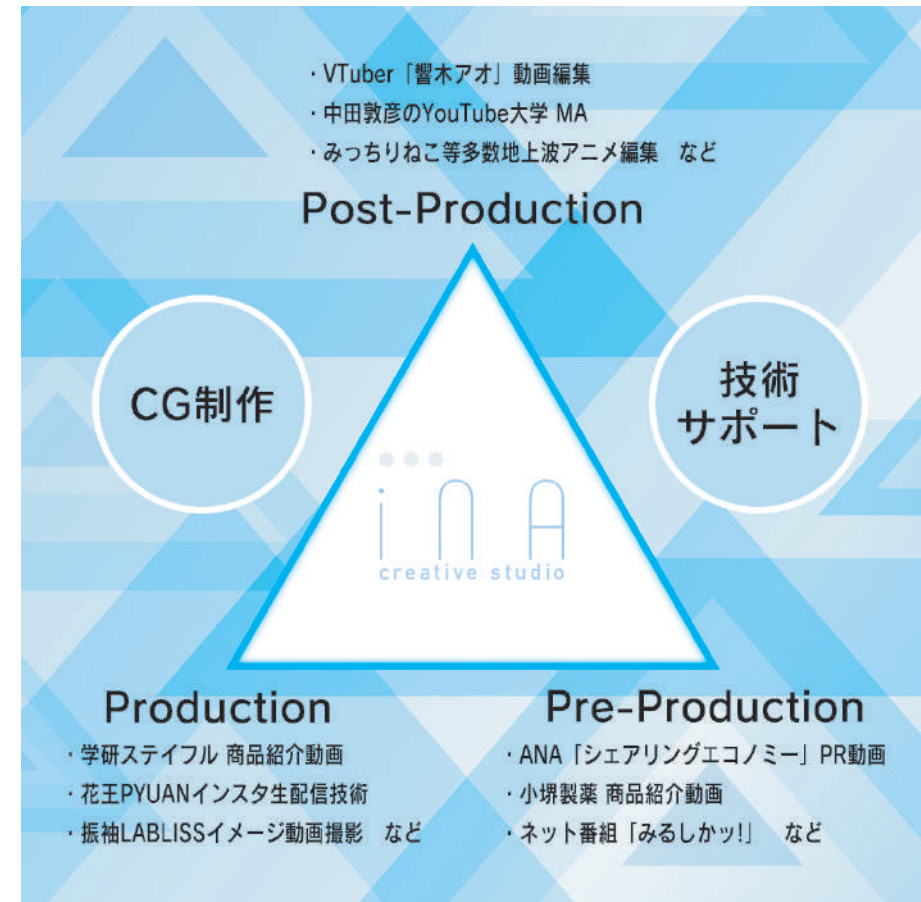 ・VTuber「響木アオ」動画編集
・中田敦彦のYouTube大学 MA
・みっちりねこ等多数地上波アニメ編集　など
Post-Production
CG制作
技術
サポート
iNA
creative studio
Production
・学研ステイフル 商品紹介動画
・花王PYUANインスタ生配信技術
・振袖LABLISSイメージ動画撮影　など
Pre-Production
・ANA「シェアリングエコノミー」PR動画
・小堺製薬 商品紹介動画
・ネット番組「みるしかッ!」　など